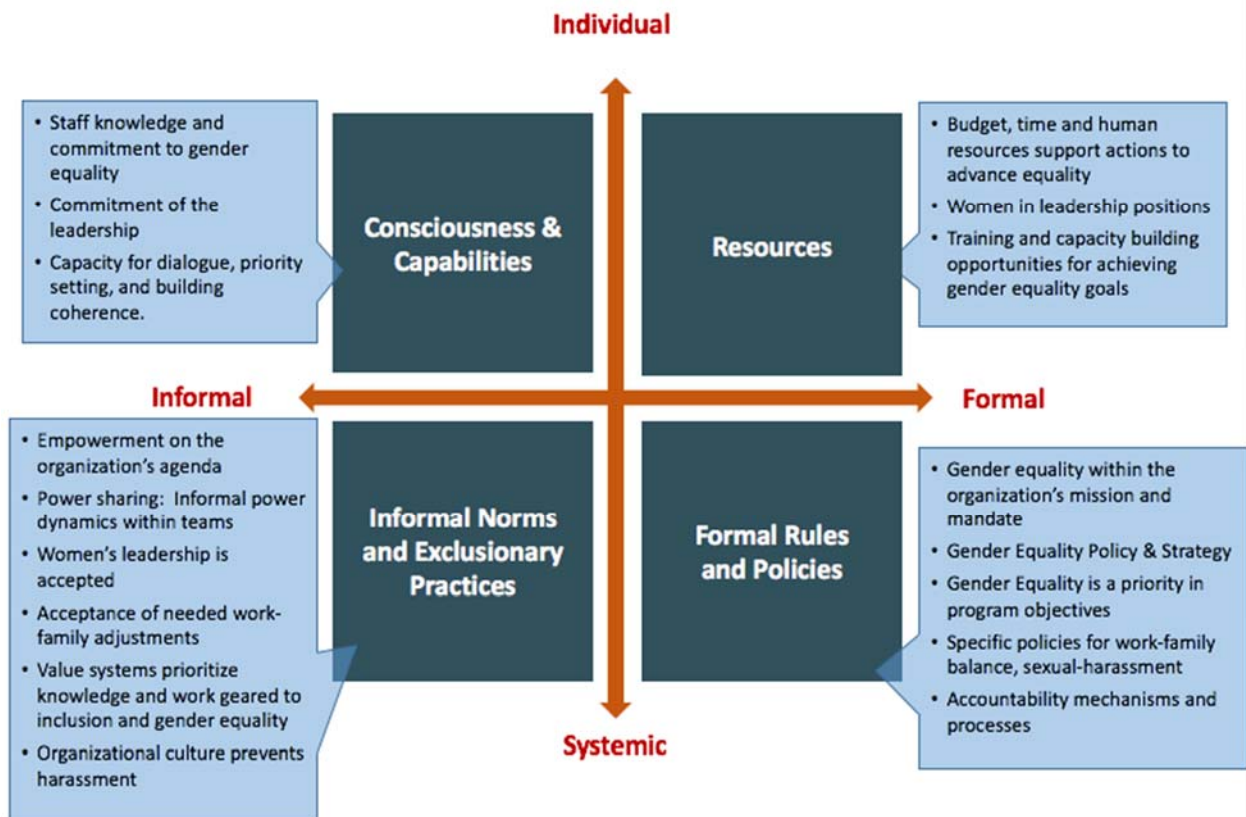 Individual
• Staff knowledge and
commitment to gender
equality
• Commitment of the
leadership
• Capacity for dialogue, priority
setting, and building
coherence.
Consciousness &
Capabilities
Resources
• Budget, time and human
resources support actions to
advance equality
• Women in leadership positions
• Training and capacity building
opportunities for achieving
gender equality goals
Informal
Formal
• Empowerment on the
organization's agenda
• Power sharing: Informal power
dynamics within teams
• Women's leadership is
accepted
• Acceptance of needed work-
family adjustments
• Value systems prioritize
knowledge and work geared to
inclusion and gender equality
• Organizational culture prevents
harassment
Informal Norms
and Exclusionary
Practices
Formal Rules
and Policies
• Gender equality within the
organization's mission and
mandate
• Gender Equality Policy & Strategy
• Gender Equality is a priority in
program objectives
• Specific policies for work-family
balance, sexual-harassment
• Accountability mechanisms and
processes
Systemic